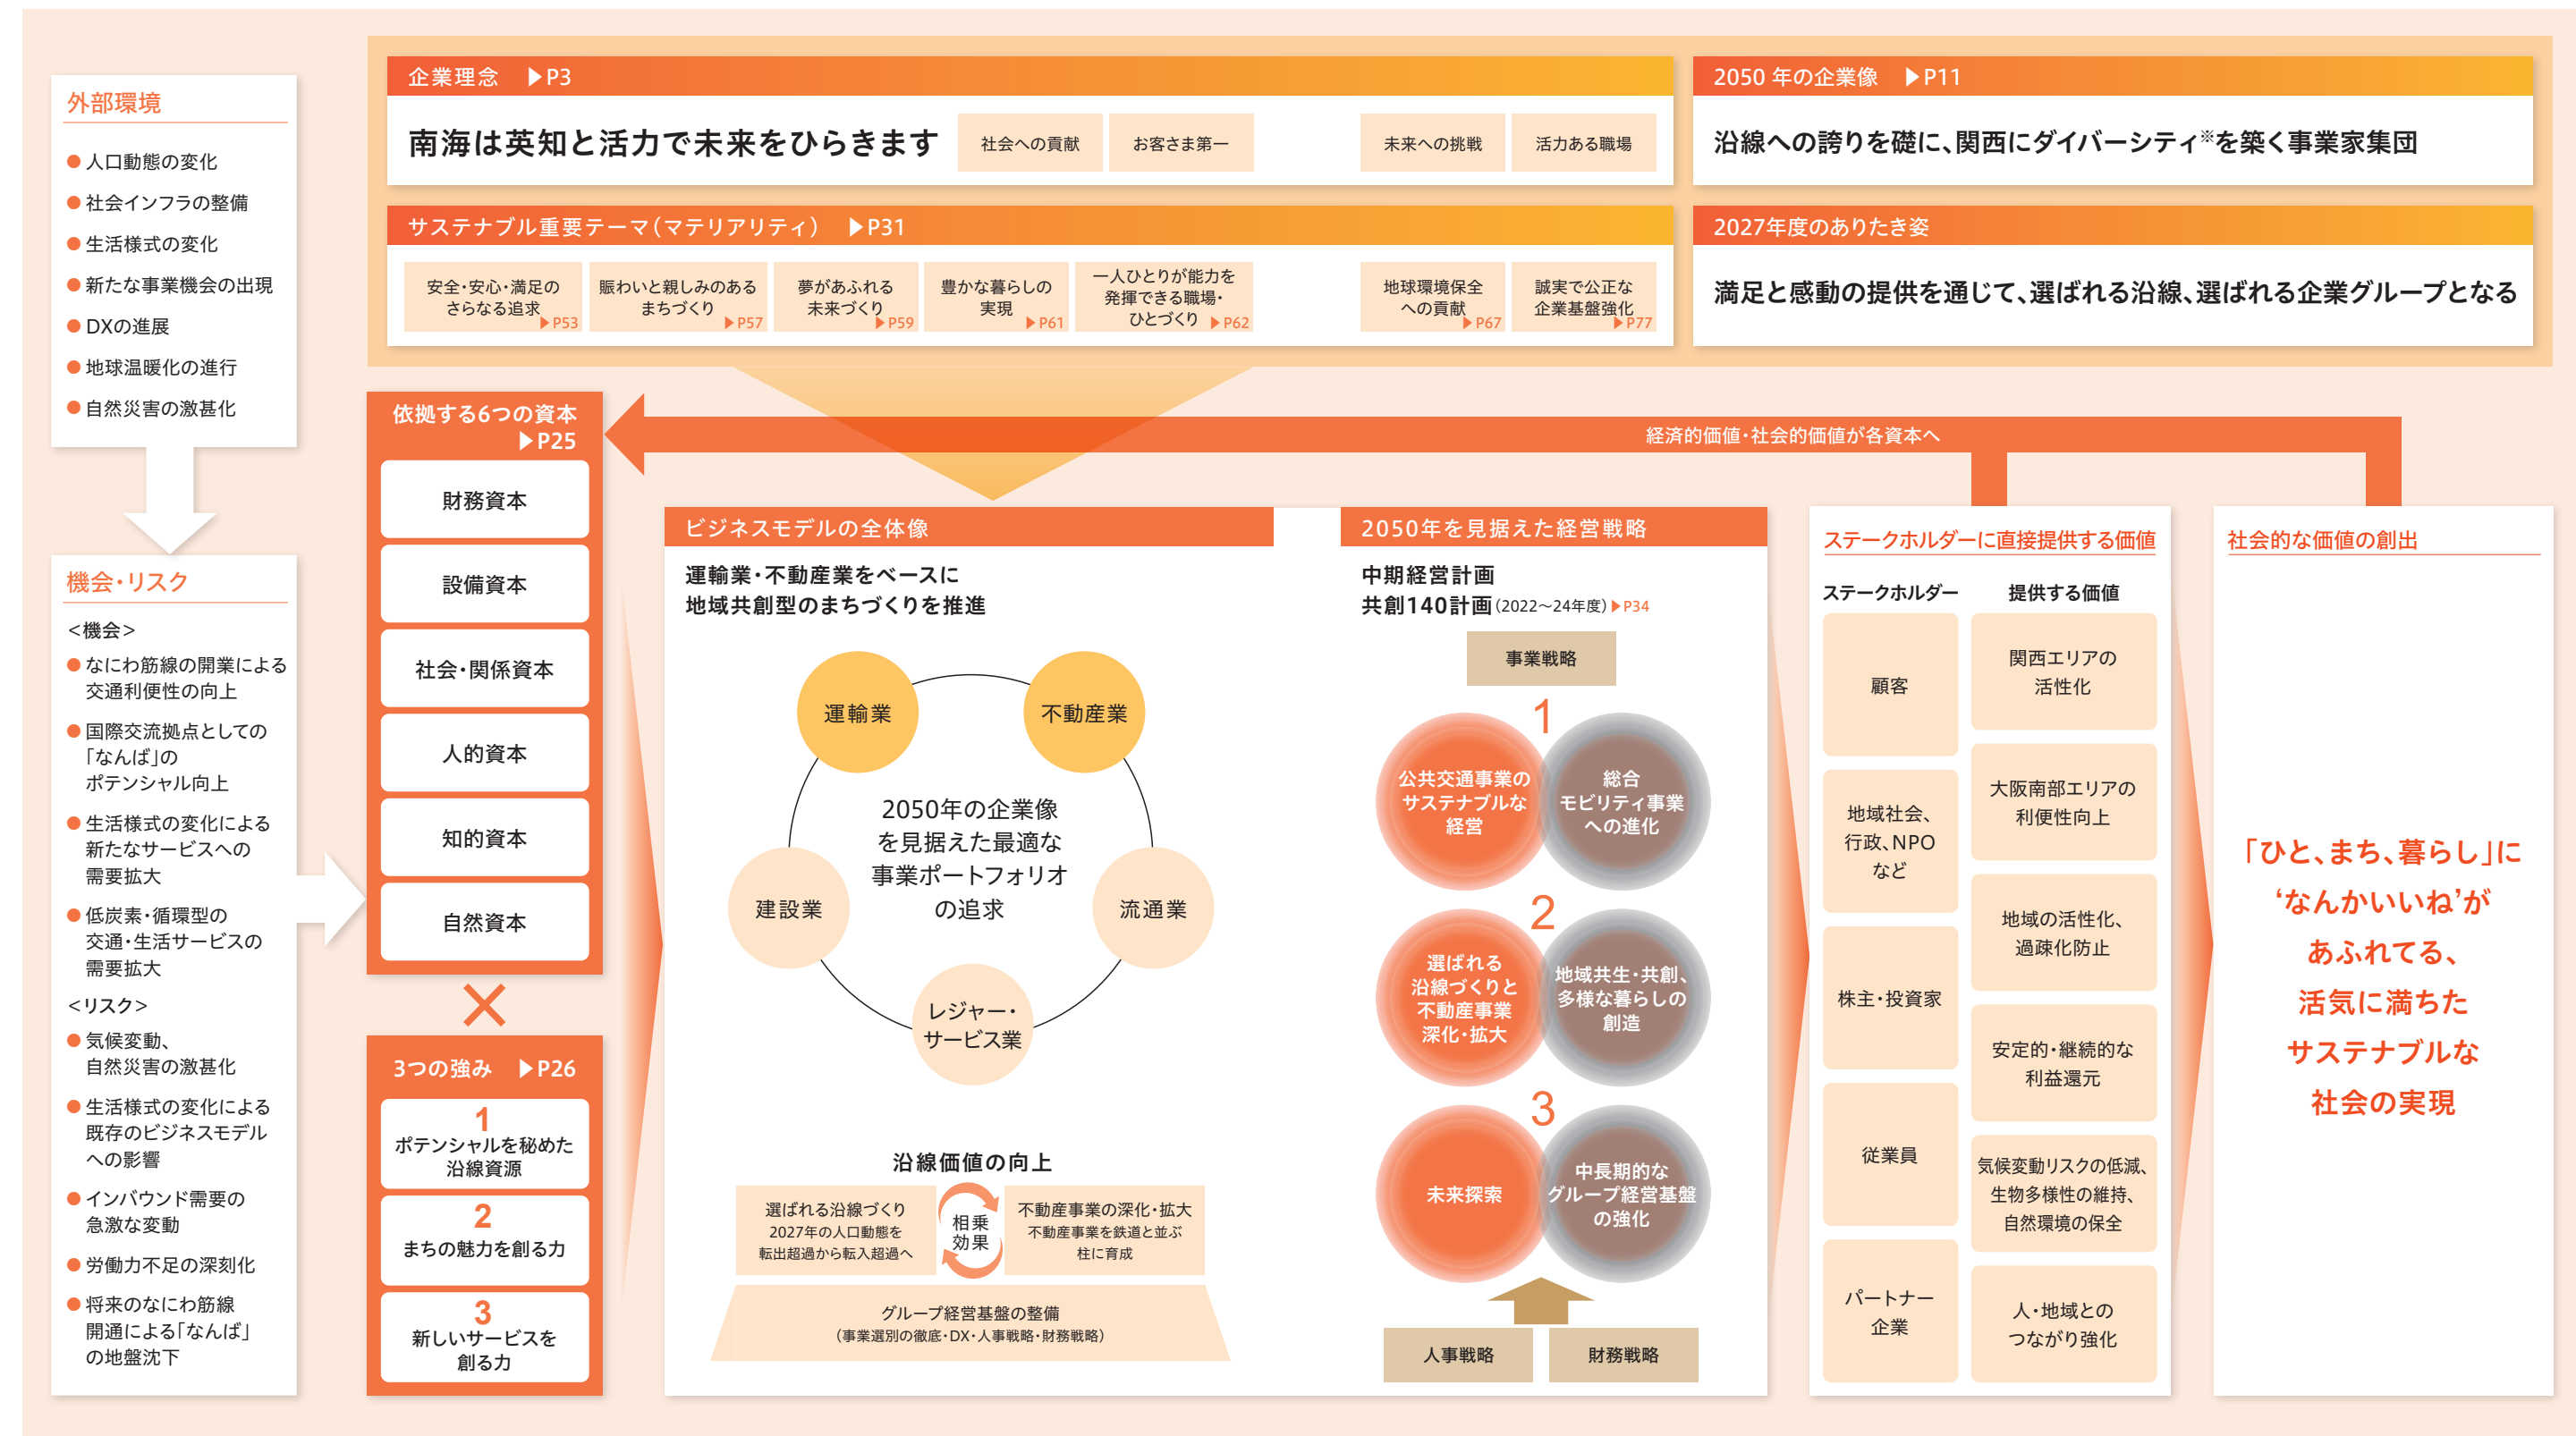 外部環境
●人口動態の変化
●社会インフラの整備
●生活様式の変化
●新たな事業機会の出現
●DXの進展
●地球温暖化の進行
●自然災害の激甚化
機会・リスク
<機会>
●なにわ筋線の開業による
交通利便性の向上
●国際交流拠点としての
「なんば」の
ポテンシャル向上
●生活様式の変化による
新たなサービスへの
需要拡大
●低炭素・循環型の
交通・生活サービスの
需要拡大
<リスク>
●気候変動、
自然災害の激甚化
●生活様式の変化による
既存のビジネスモデル
への影響
●インバウンド需要の
急激な変動
●労働力不足の深刻化
●将来のなにわ筋線
開通による「なんば」
の地盤沈下
企業理念 ▶P3
南海は英知と活力で未来をひらきます
社会への貢献
お客さま第一
未来への挑戦
活力ある職場
2050 年の企業像 ▶P11
沿線への誇りを礎に、関西にダイバーシティ※を築く事業家集団
サステナブル重要テーマ(マテリアリティ) ▶P31
安全・安心・満足の
さらなる追求
▶P53
賑わいと親しみのある
まちづくり
▶P57
夢があふれる
未来づくり
▶P59
豊かな暮らしの
実現
▶P61
一人ひとりが能力を
発揮できる職場・
ひとづくり ▶P62
地球環境保全
への貢献
▶P67
誠実で公正な
企業基盤強化
▶P77
2027年度のありたき姿
満足と感動の提供を通じて、選ばれる沿線、選ばれる企業グループとなる
依拠する6つの資本
▶P25
財務資本
設備資本
社会・関係資本
人的資本
知的資本
自然資本
×
3つの強み ▶P26
1
ポテンシャルを秘めた
沿線資源
2
まちの魅力を創る力
3
新しいサービスを
創る力
経済的価値・社会的価値が各資本へ
ビジネスモデルの全体像
運輸業・不動産業をベースに
地域共創型のまちづくりを推進
運輸業
不動産業
建設業
流通業
レジャー・
サービス業
2050年の企業像
を見据えた最適な
事業ポートフォリオ
の追求
沿線価値の向上
選ばれる沿線づくり
2027年の人口動態を
転出超過から転入超過へ
相乗
効果
不動産事業の深化・拡大
不動産事業を鉄道と並ぶ
柱に育成
グループ経営基盤の整備
(事業選別の徹底・DX・人事戦略・財務戦略)
2050年を見据えた経営戦略
中期経営計画
共創140計画(2022〜24年度)▶P34
事業戦略
1
公共交通事業の
サステナブルな
経営
総合
モビリティ事業
への進化
2
選ばれる
沿線づくりと
不動産事業
深化・拡大
地域共生・共創、
多様な暮らしの
創造
3
未来探索
中長期的な
グループ経営基盤
の強化
人事戦略
財務戦略
ステークホルダーに直接提供する価値
ステークホルダー
顧客
地域社会、
行政、NPO
など
株主・投資家
従業員
パートナー
企業
提供する価値
関西エリアの
活性化
大阪南部エリアの
利便性向上
地域の活性化、
過疎化防止
安定的・継続的な
利益還元
気候変動リスクの低減、
生物多様性の維持、
自然環境の保全
人・地域との
つながり強化
社会的な価値の創出
「ひと、まち、暮らし」に
‘なんかいいね’が
あふれてる、
活気に満ちた
サステナブルな
社会の実現